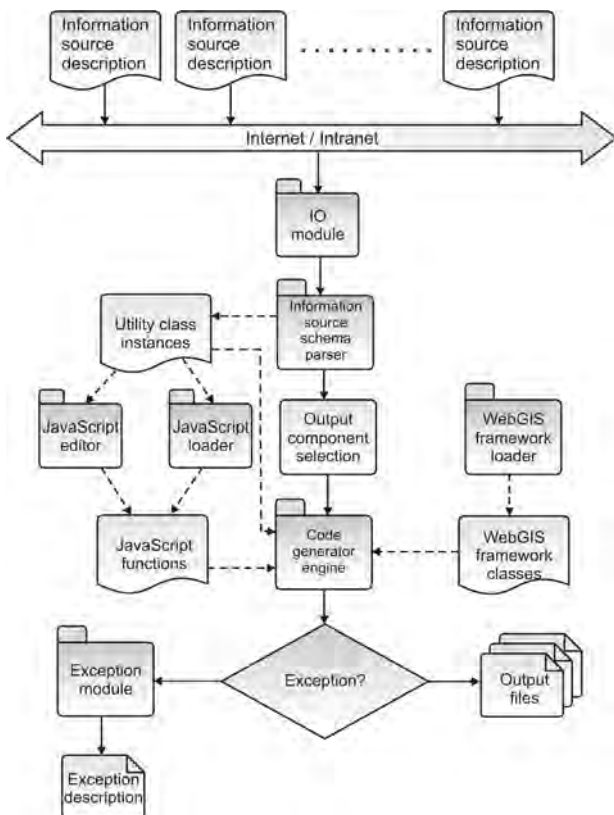 Information
source
description
Information
source
description
Information
source
description
Internet / Intranet
IO
module
Utility class
instances
Information
source
schema
parser
JavaScript
editor
JavaScript
loader
Output
component
selection
WebGIS
framework
loader
JavaScript
functions
Code
generator
engine
WebGIS
framework
classes
Exception
module
Exception?
Output
files
Exception
description